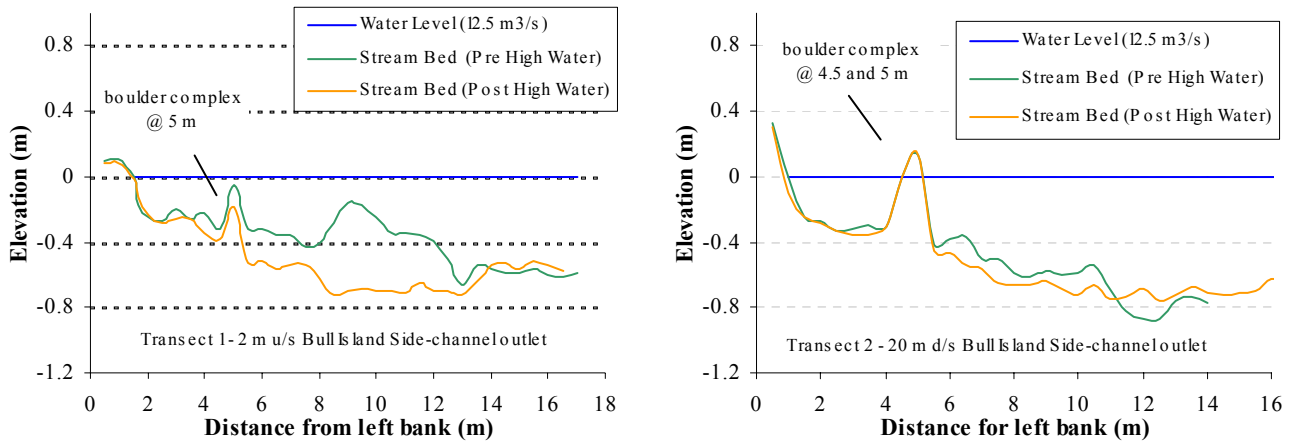 Water Level (12.5 m3/s)
Stream Bed (Pre High Water)
Stream Bed (Post High Water)
boulder complex
@ 5 m
0.8
0.4
0
-0.4
-0.8
-1.2
Elevation (m)
Transect 1- 2 m u/s Bull Island Side-channel outlet
0 2 4 6 8 10 12 14 16 18
Distance from left bank (m)
Water Level (12.5 m3/s)
Stream Bed (Pre High Water)
Stream Bed (Post High Water)
boulder complex
@ 4.5 and 5 m
0.8
0.4
0
-0.4
-0.8
-1.2
Elevation (m)
Transect 2 - 20 m d/s Bull Island Side-channel outlet
0 2 4 6 8 10 12 14 16
Distance for left bank (m)